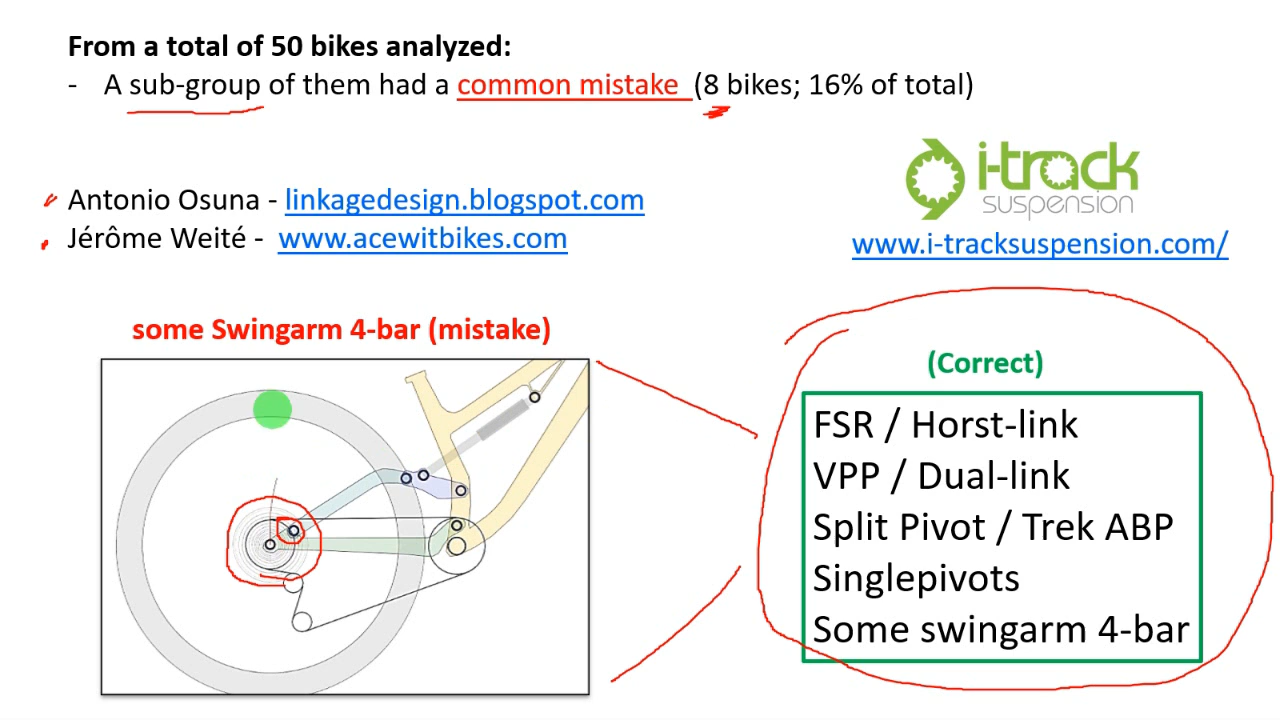 From a total of 50 bikes analyzed:
- A sub-group of them had a common mistake (8 bikes; 16% of total)
Antonio Osuna - linkagedesign.blogspot.com
Jérôme Weité - www.acewitbikes.com
i-track
suspension
www.i-tracksuspension.com/
some Swingarm 4-bar (mistake)
(Correct)
FSR / Horst-link
VPP / Dual-link
Split Pivot / Trek ABP
Singlepivots
Some swingarm 4-bar